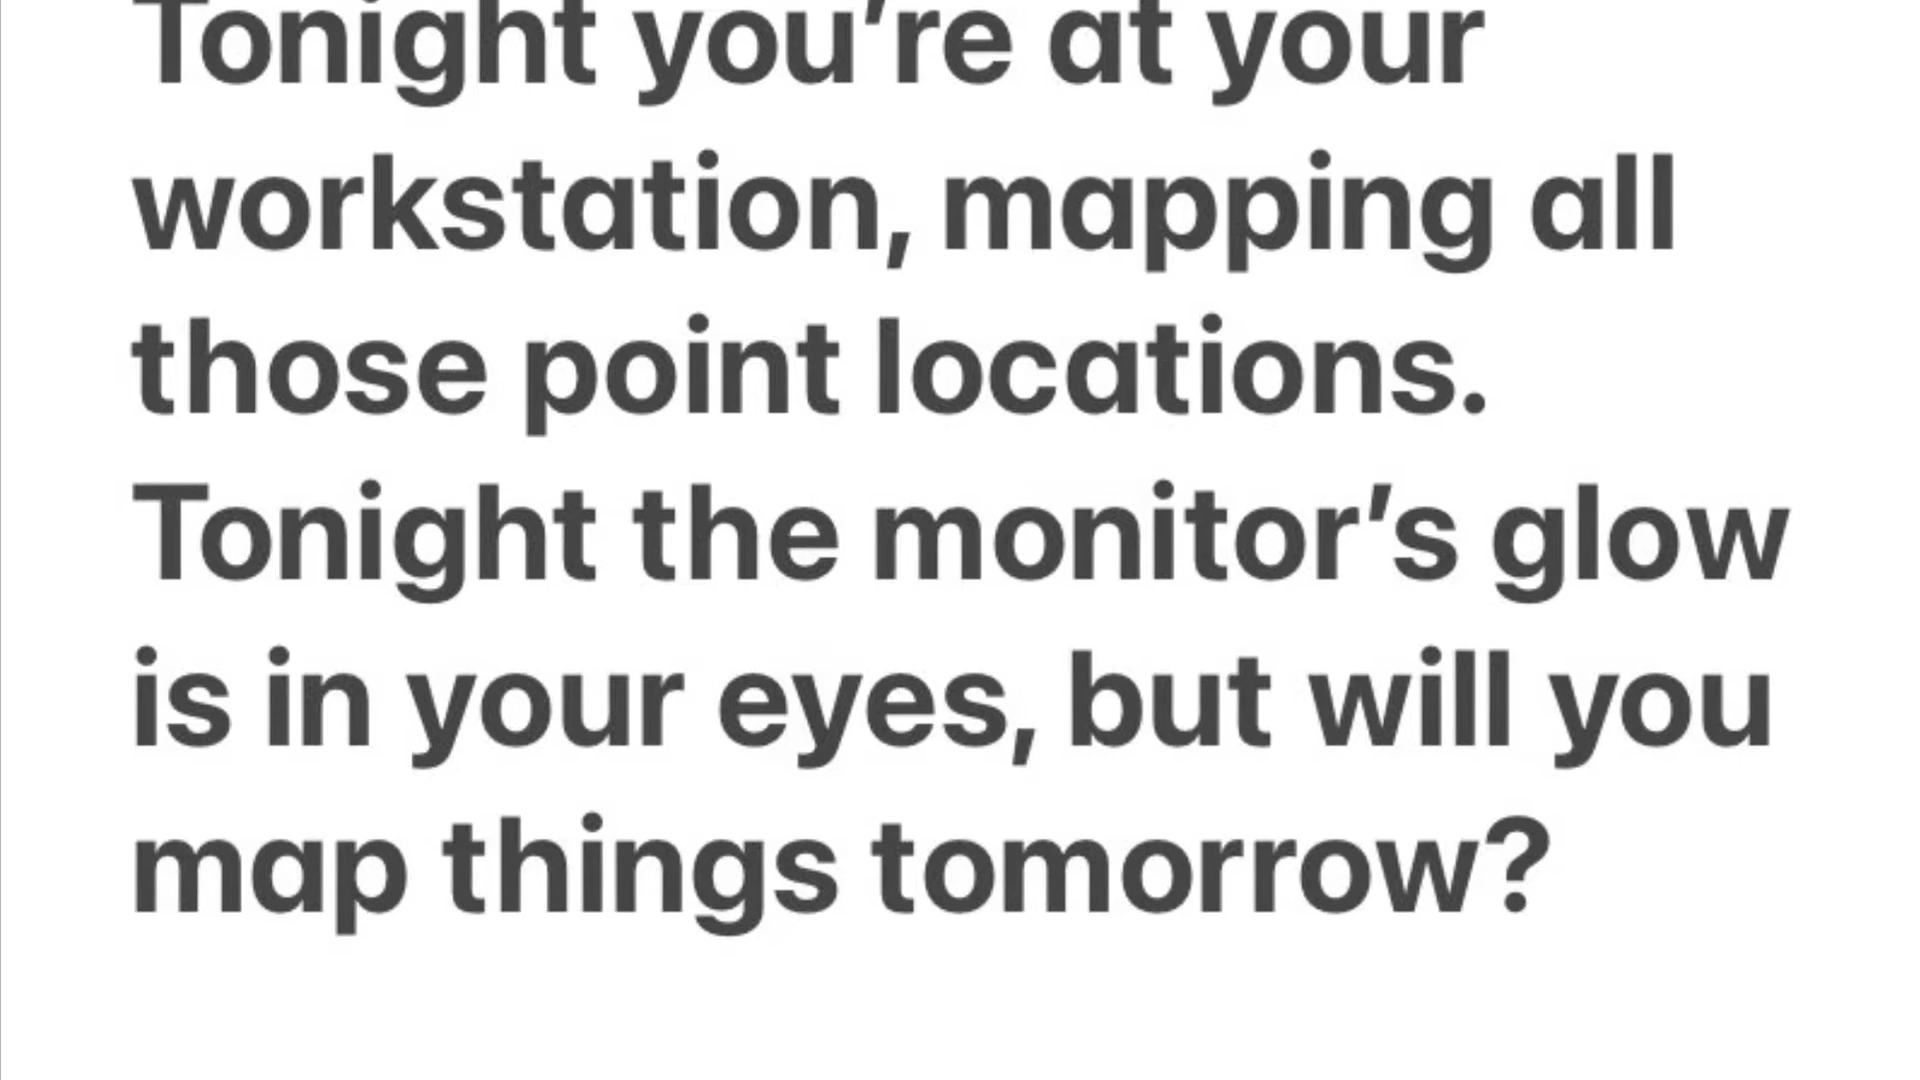 Tonight you’re at your
workstation, mapping all
those point locations.
Tonight the monitor’s glow
is in your eyes, but will you
map things tomorrow?